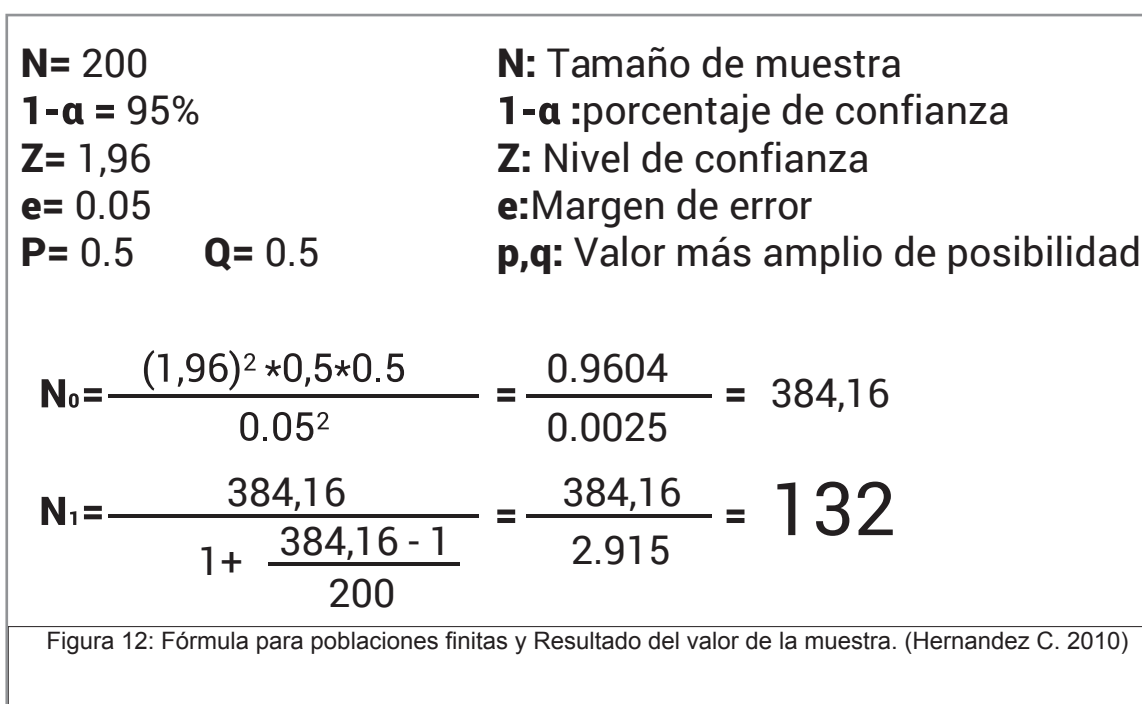 N= 200 N: Tamaño de muestra
1-α = 95% 1-α :porcentaje de confianza
Z= 1,96 Z: Nivel de confianza
e= 0.05 e:Margen de error
P= 0.5 Q= 0.5 p,q: Valor más amplio de posibilidad
(1,96)² *0,5*0.5 0.9604
N₀= = = 384,16
0.05² 0.0025
384,16 384,16
N₁= = = 132
1+ 384,16 - 1 2.915
200
Figura 12: Fórmula para poblaciones finitas y Resultado del valor de la muestra. (Hernandez C. 2010)